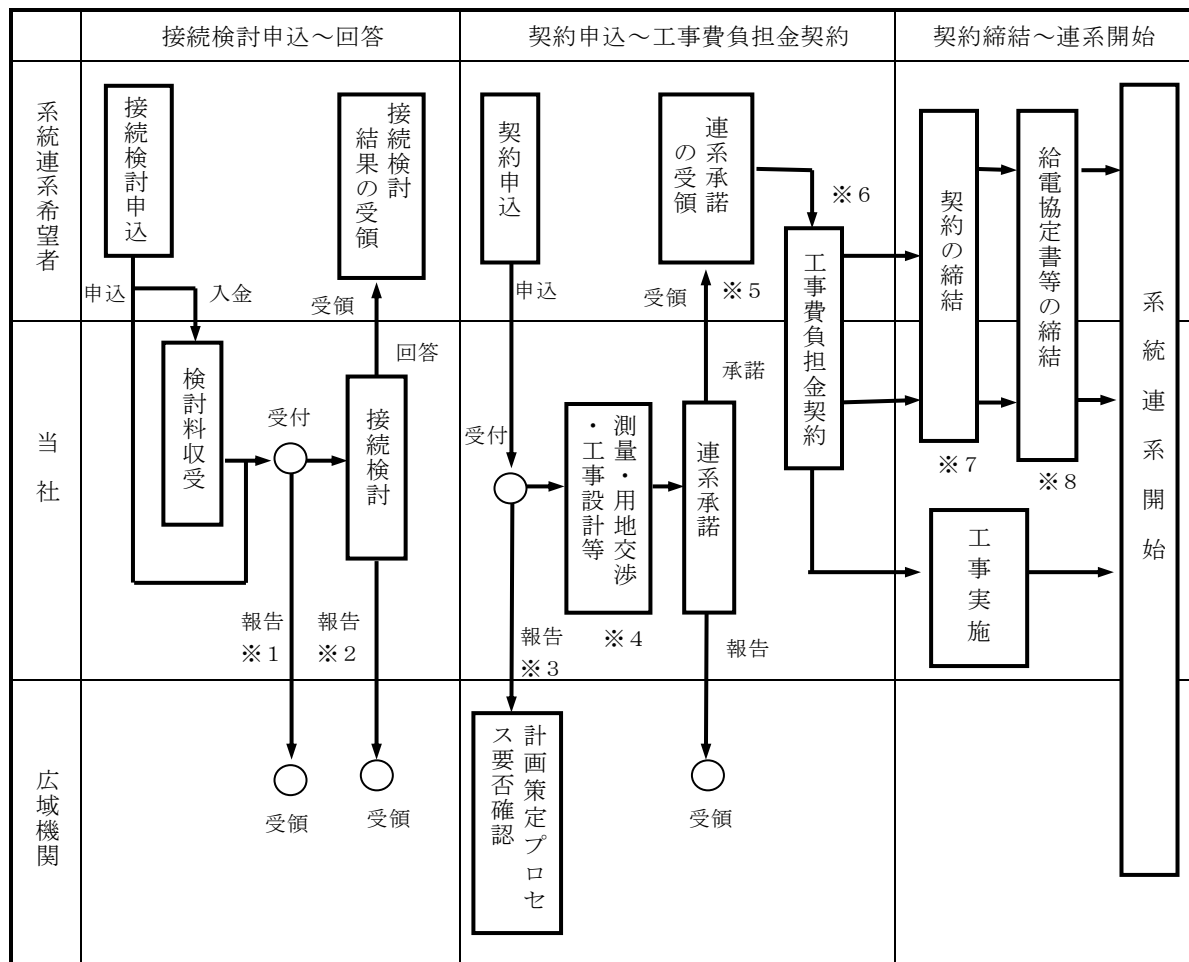 接続検討申込～回答
契約申込～工事費負担金契約
契約締結～連系開始
系統連系希望者
接続検討申込
申込
入金
接続検討
結果の受領
受領
契約申込
申込
連系承諾
の受領
受領
※５
※６
工事費負担金契約
契約の締結
※７
給電協定書等の締結
※８
系統連系開始
当社
検討料収受
受付
回答
接続検討
報告
※１
報告
※２
受付
測量・用地交渉
・工事設計等
※４
報告
※３
承諾
連系承諾
報告
工事実施
広域機関
受領
受領
計画策定プロセ
ス要否確認
受領